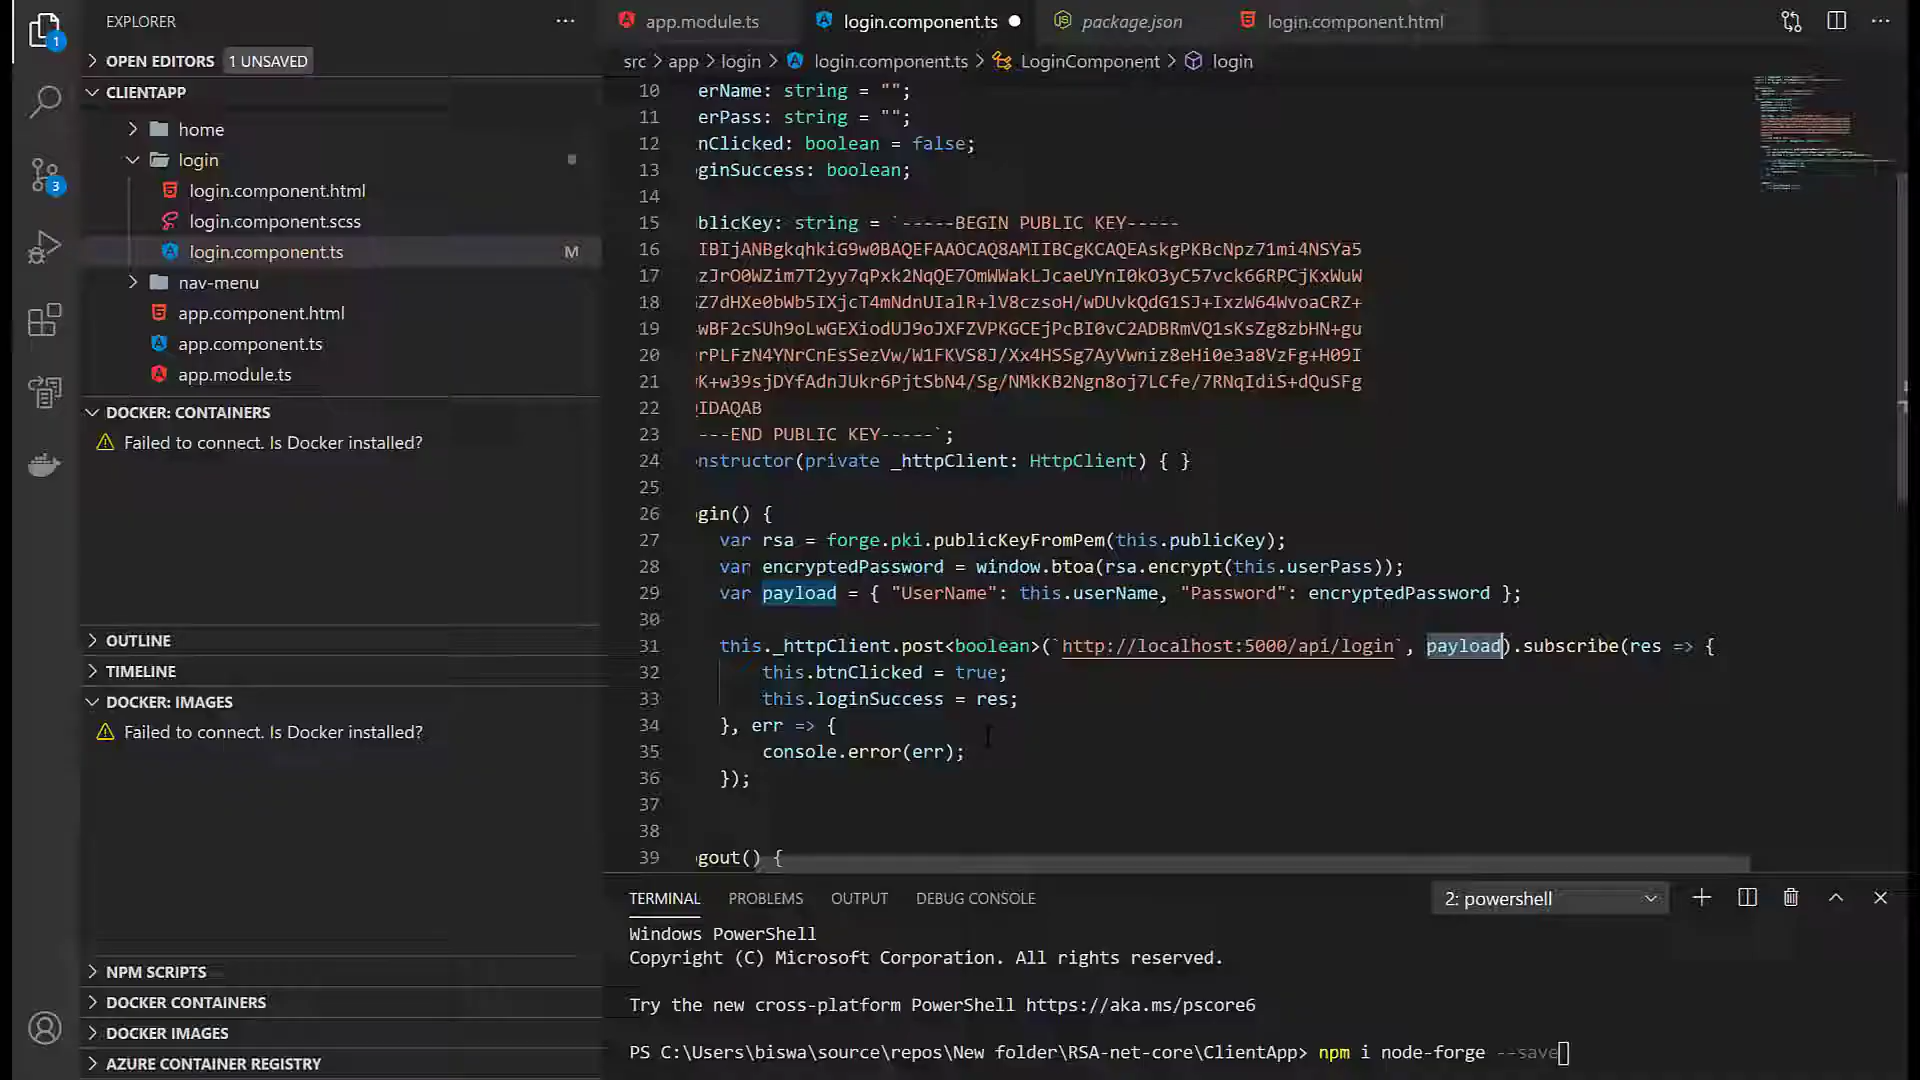 EXPLORER
OPEN EDITORS 1 UNSAVED
CLIENTAPP
home
login
login.component.html
login.component.scss
login.component.ts M
nav-menu
app.component.html
app.component.ts
app.module.ts
DOCKER: CONTAINERS
Failed to connect. Is Docker installed?
OUTLINE
TIMELINE
DOCKER: IMAGES
Failed to connect. Is Docker installed?
NPM SCRIPTS
DOCKER CONTAINERS
DOCKER IMAGES
AZURE CONTAINER REGISTRY
1
3
app.module.ts login.component.ts package.json login.component.html
src > app > login > login.component.ts > LoginComponent > login
10 erName: string = "";
11 erPass: string = "";
12 nClicked: boolean = false;
13 ginSuccess: boolean;
14
15 blicKey: string = `-----BEGIN PUBLIC KEY-----
16 IBIjANBgkqhkiG9w0BAQEFAAOCAQ8AMIIBCgKCAQEAskgPKBcNpz71mi4NSYa5
17 zJrO0WZim7T2yy7qPxk2NqQE7OmWWakLJcaeUYnI0kO3yC57vck66RPCjKxWuW
18 Z7dHXe0bWb5IXjcT4mNdnUIalR+lV8czsoH/wDUvkQdG1SJ+IxzW64WvoaCRZ+
19 wBF2cSUh9oLwGEXiodUJ9oJXFZVPKGCEjPcBI0vC2ADBRmVQ1sKsZg8zbHN+gu
20 rPLFzN4YNrCnEsSezVw/W1FKVS8J/Xx4HSSg7AyVwniz8eHi0e3a8VzFg+H09I
21 K+w39sjDYfAdnJUkr6PjtSbN4/Sg/NMkKB2Ngn8oj7LCfe/7RNqIdiS+dQuSFg
22 IDAQAB
23 ---END PUBLIC KEY-----`;
24 nstructor(private _httpClient: HttpClient) { }
25
26 gin() {
27 var rsa = forge.pki.publicKeyFromPem(this.publicKey);
28 var encryptedPassword = window.btoa(rsa.encrypt(this.userPass));
29 var payload = { "UserName": this.userName, "Password": encryptedPassword };
30
31 this._httpClient.post<boolean>(`http://localhost:5000/api/login`, payload).subscribe(res => {
32 this.btnClicked = true;
33 this.loginSuccess = res;
34 }, err => {
35 console.error(err);
36 });
37
38
39 gout() {
TERMINAL PROBLEMS OUTPUT DEBUG CONSOLE 2: powershell
Windows PowerShell
Copyright (C) Microsoft Corporation. All rights reserved.
Try the new cross-platform PowerShell https://aka.ms/pscore6
PS C:\Users\biswa\source\repos\New folder\RSA-net-core\ClientApp> npm i node-forge --save